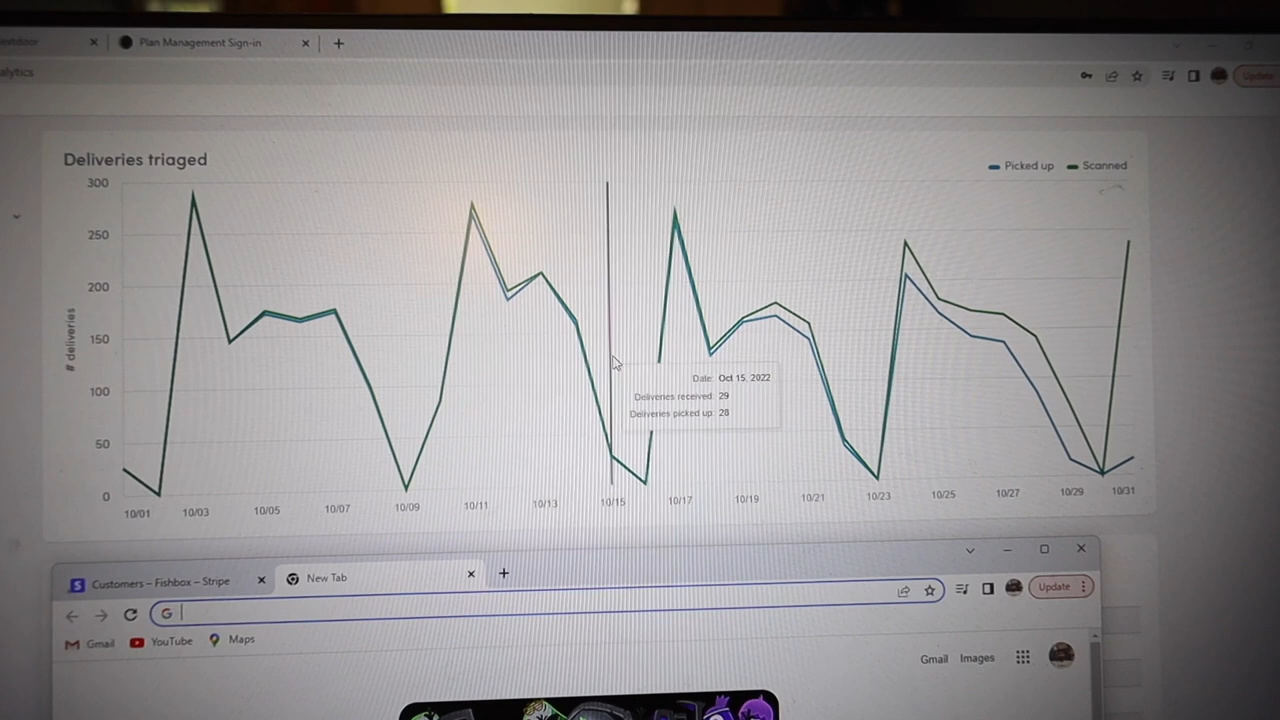 Plan Management Sign-in
alytics
Update
Deliveries triaged
Picked up
Scanned
# deliveries
300
250
200
150
100
50
0
Date: Oct 15, 2022
Deliveries received: 29
Deliveries picked up: 28
10/01 10/03 10/05 10/07 10/09 10/11 10/13 10/15 10/17 10/19 10/21 10/23 10/25 10/27 10/29 10/31
Customers – Fishbox – Stripe
New Tab
Update
Gmail YouTube Maps
Gmail Images